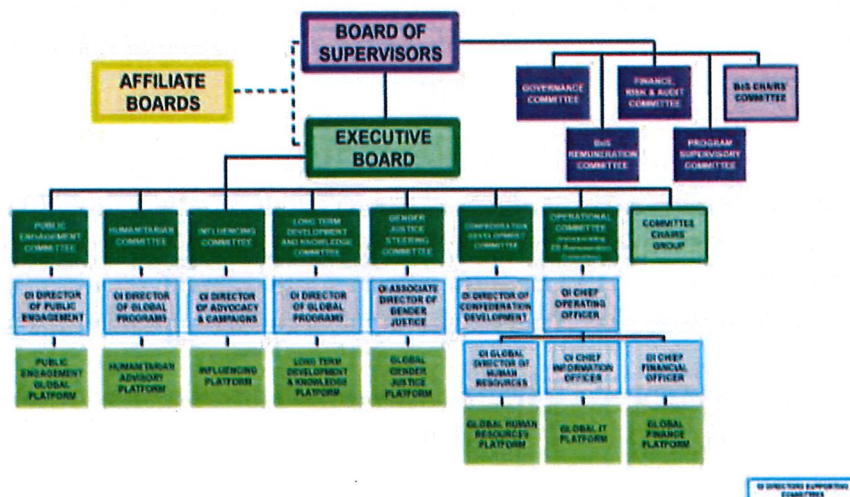 BOARD OF
SUPERVISORS
AFFILIATE
BOARDS
GOVERNANCE
COMMITTEE
FINANCE,
RISK & AUDIT
COMMITTEE
BoS CHAIRS'
COMMITTEE
EXECUTIVE
BOARD
BoS
REMUNERATION
COMMITTEE
PROGRAM
SUPERVISORY
COMMITTEE
PUBLIC
ENGAGEMENT
COMMITTEE
HUMANITARIAN
COMMITTEE
INFLUENCING
COMMITTEE
LONG TERM
DEVELOPMENT
AND KNOWLEDGE
COMMITTEE
GENDER
JUSTICE
STEERING
COMMITTEE
CONFEDERATION
DEVELOPMENT
COMMITTEE
OPERATIONAL
COMMITTEE
COMMITTEE
CHAIRS
GROUP
OI DIRECTOR
OF PUBLIC
ENGAGEMENT
OI DIRECTOR
OF GLOBAL
PROGRAMS
OI DIRECTOR
OF ADVOCACY
& CAMPAIGNS
OI DIRECTOR
OF GLOBAL
PROGRAMS
OI ASSOCIATE
DIRECTOR OF
GENDER
JUSTICE
OI DIRECTOR OF
CONFEDERATION
DEVELOPMENT
OI CHIEF
OPERATING
OFFICER
PUBLIC
ENGAGEMENT
GLOBAL
PLATFORM
HUMANITARIAN
ADVISORY
PLATFORM
INFLUENCING
PLATFORM
LONG TERM
DEVELOPMENT
& KNOWLEDGE
PLATFORM
GLOBAL
GENDER
JUSTICE
PLATFORM
OI GLOBAL
DIRECTOR OF
HUMAN
RESOURCES
OI CHIEF
INFORMATION
OFFICER
OI CHIEF
FINANCIAL
OFFICER
GLOBAL HUMAN
RESOURCES
PLATFORM
GLOBAL IT
PLATFORM
GLOBAL
FINANCE
PLATFORM
OI DIRECTORS SUPPORTING
COMMITTEES